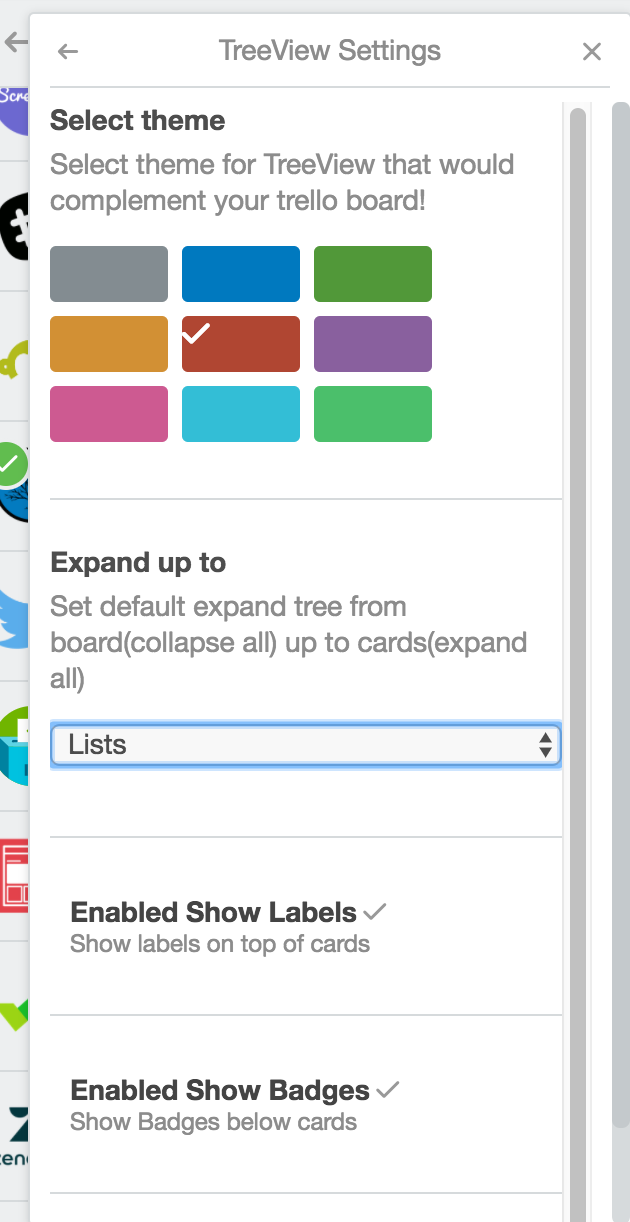 TreeView Settings
Select theme
Select theme for TreeView that would
complement your trello board!
Expand up to
Set default expand tree from
board(collapse all) up to cards(expand
all)
Lists
Enabled Show Labels
Show labels on top of cards
Enabled Show Badges
Show Badges below cards